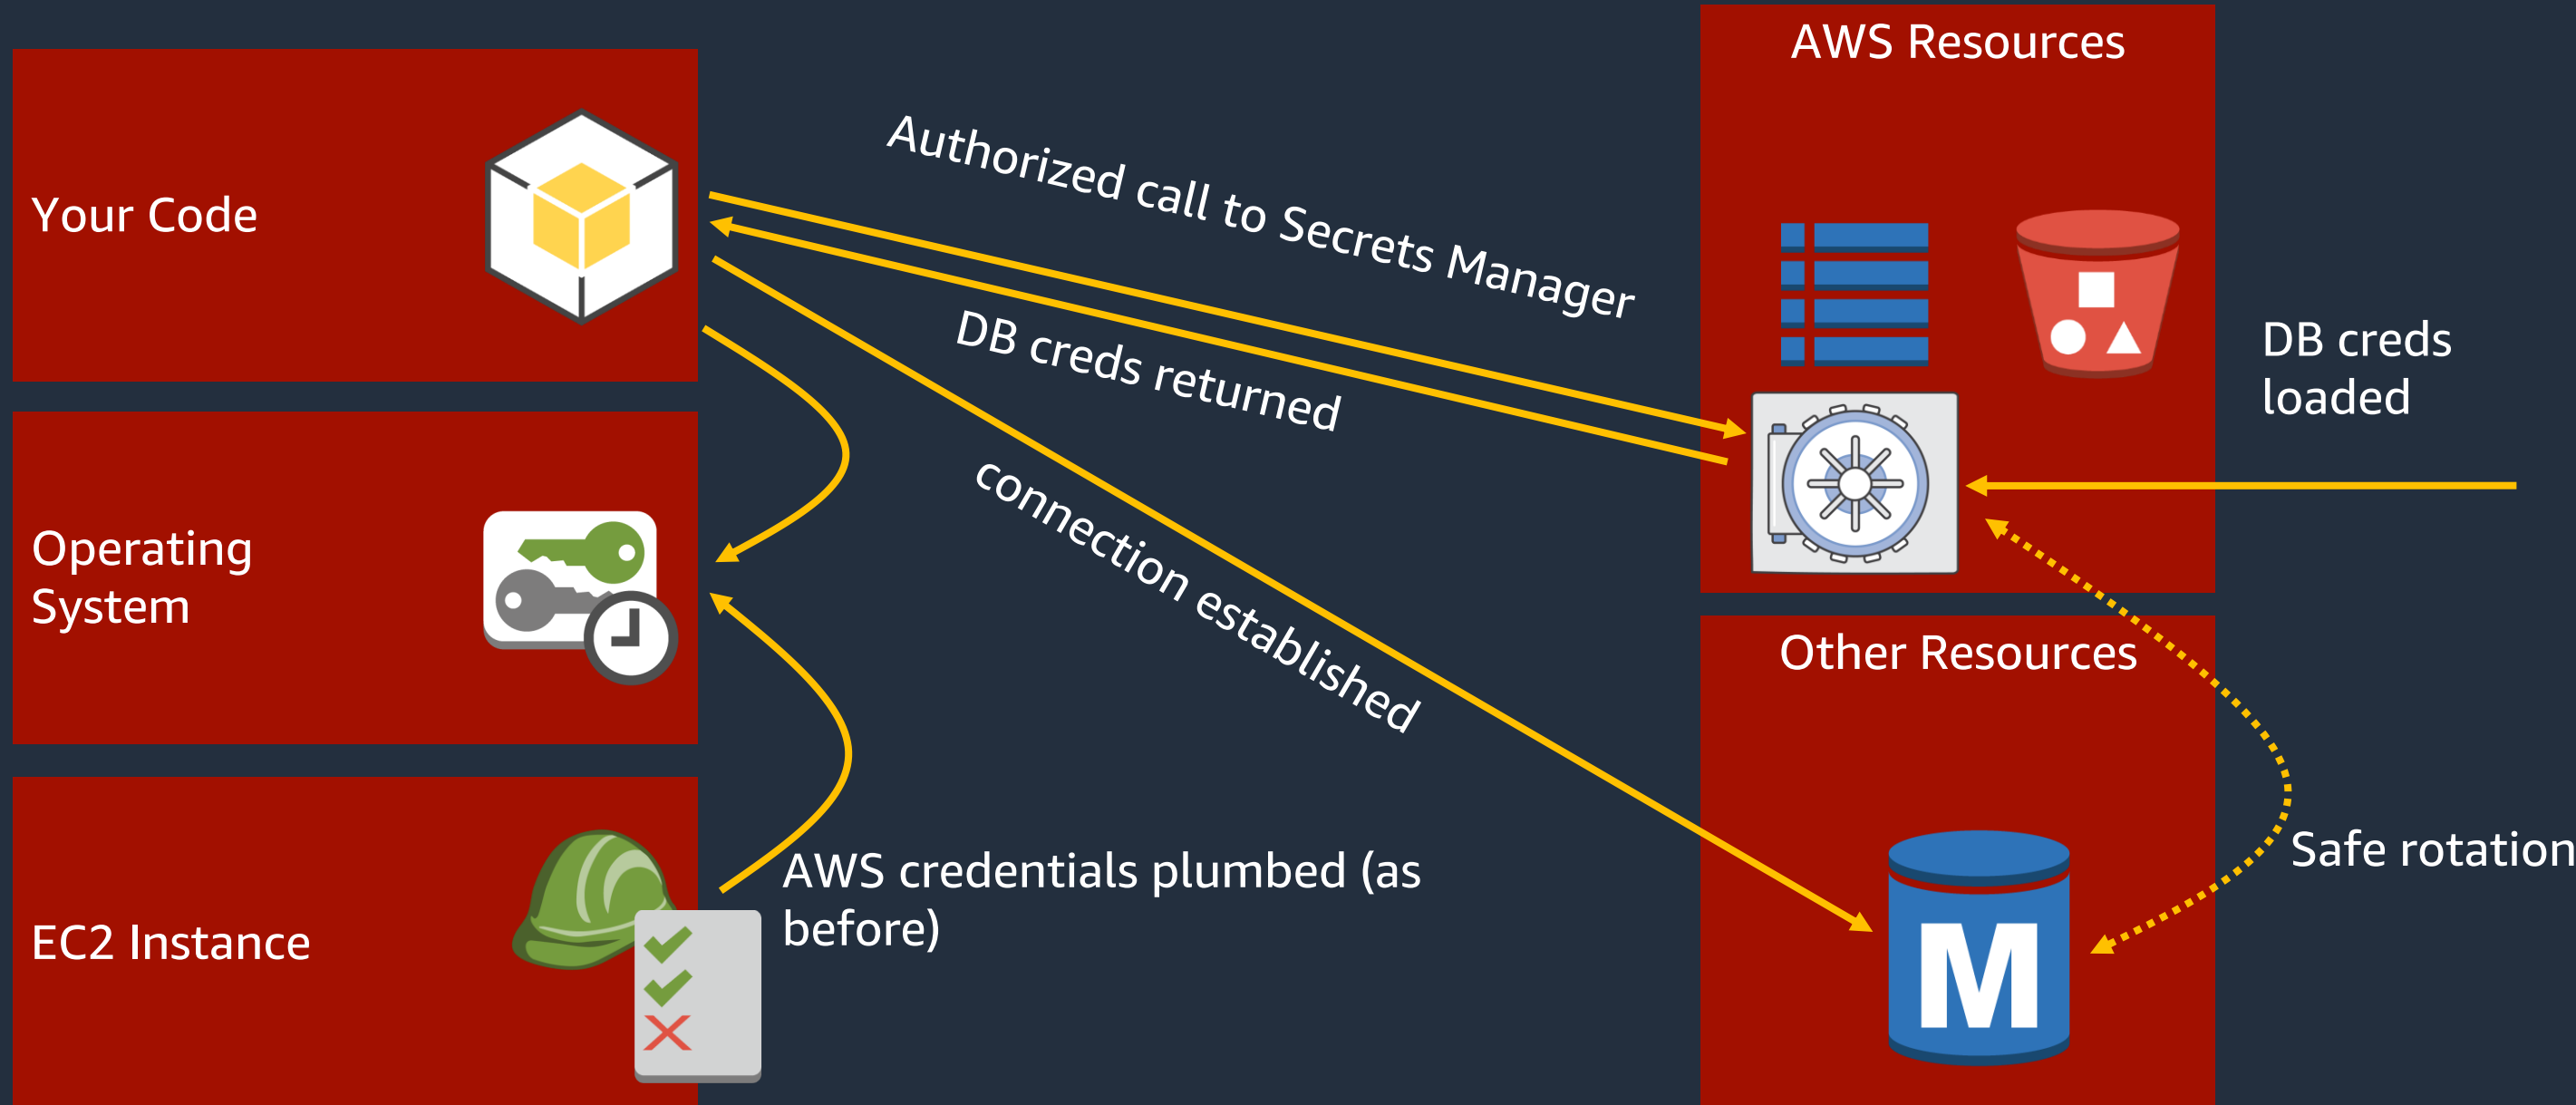 AWS Resources
Your Code
Authorized call to Secrets Manager
DB creds returned
DB creds
loaded
connection established
Operating
System
Other Resources
Safe rotation
AWS credentials plumbed (as
before)
EC2 Instance
M